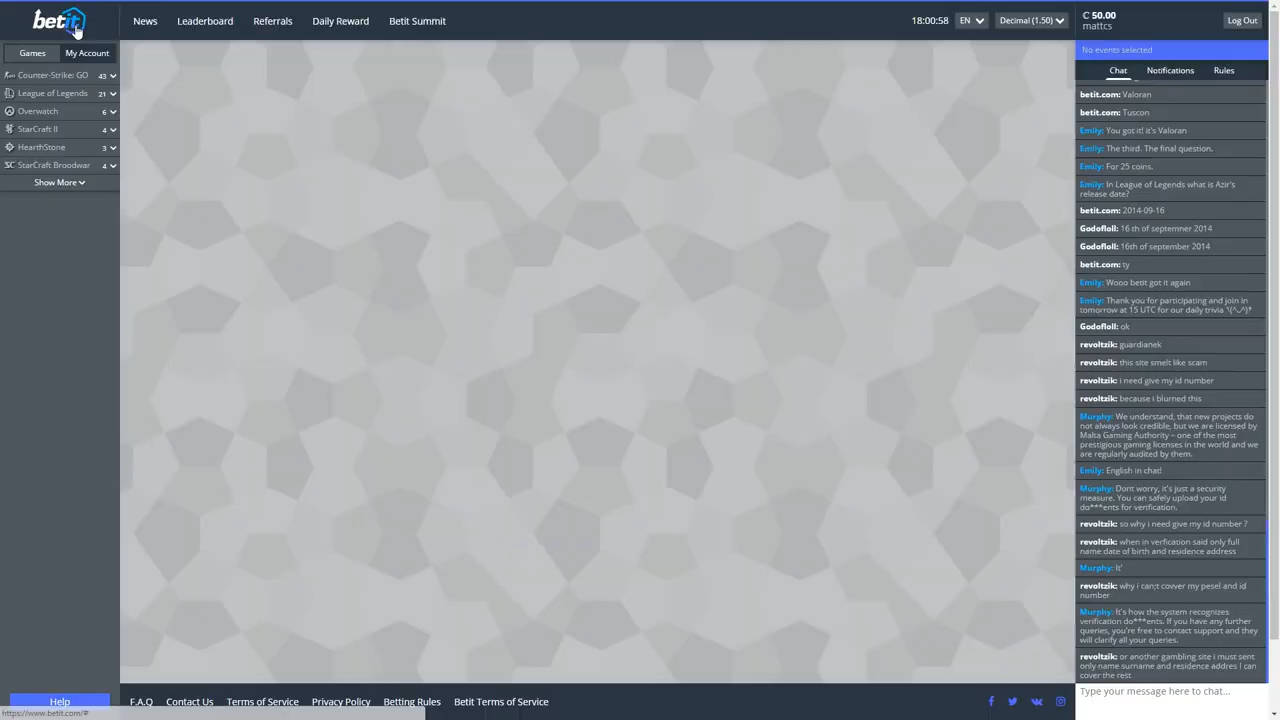 betit
News
Leaderboard
Referrals
Daily Reward
Betit Summit
18:00:58
EN
Decimal (1.50)
C 50.00
mattcs
Log Out
Games
My Account
Counter-Strike: GO 43
League of Legends 21
Overwatch 6
StarCraft II 4
HearthStone 3
SC StarCraft Broodwar 4
Show More
No events selected
Chat
Notifications
Rules
betit.com: Valoran
betit.com: Tuscon
Emily: You got it! it's Valoran
Emily: The third. The final question.
Emily: For 25 coins.
Emily: In League of Legends what is Azir's
release date?
betit.com: 2014-09-16
Godofloll: 16 th of septemner 2014
Godofloll: 16th of september 2014
betit.com: ty
Emily: Wooo betit got it again
Emily: Thank you for participating and join in
tomorrow at 15 UTC for our daily trivia \(^ᴗ^)*
Godofloll: ok
revoltzik: guardianek
revoltzik: this site smelt like scam
revoltzik: i need give my id number
revoltzik: because i blurned this
Murphy: We understand, that new projects do
not always look credible, but we are licensed by
Malta Gaming Authority – one of the most
prestigious gaming licenses in the world and we
are regularly audited by them.
Emily: English in chat!
Murphy: Dont worry, it's just a security
measure. You can safely upload your id
do***ents for verification.
revoltzik: so why i need give my id number ?
revoltzik: when in verfication said only full
name date of birth and residence address
Murphy: It'
revoltzik: why i can;t covver my pesel and id
number
Murphy: It's how the system recognizes
verification do***ents. If you have any further
queries, you're free to contact support and they
will clarify all your queries.
revoltzik: or another gambling site i must sent
only name surname and residence addres I can
cover the rest
Type your message here to chat...
Help
F.A.Q
Contact Us
Terms of Service
Privacy Policy
Betting Rules
Betit Terms of Service
https://www.betit.com/#